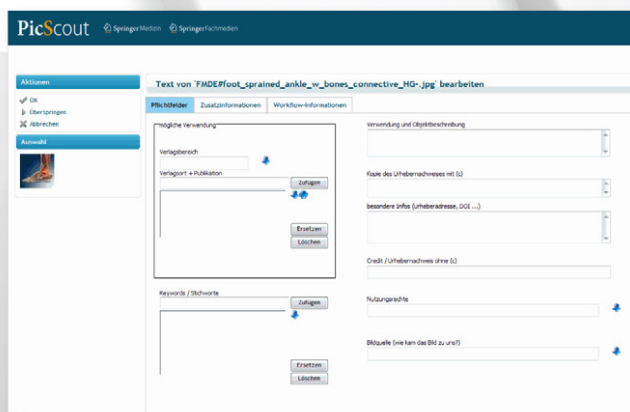 PicScout SpringerMedizin SpringerFachmedien
Aktionen
OK
Überspringen
Abbrechen
Auswahl
Text von 'FMDE#foot_sprained_ankle_w_bones_connective_HG-.jpg' bearbeiten
Pflichtfelder Zusatzinformationen Workflow-Informationen
mögliche Verwendung
Verlagsbereich
Verlagsort + Publikation
Zufügen
Ersetzen
Löschen
Keywords / Stichworte
Zufügen
Ersetzen
Löschen
Verwendung und Objektbeschreibung
Kopie des Urhebernachweises mit (c)
besondere Infos (Urheberadresse, DOI ...)
Credit / Urhebernachweis ohne (c)
Nutzungsrechte
Bildquelle (wie kam das Bild zu uns?)